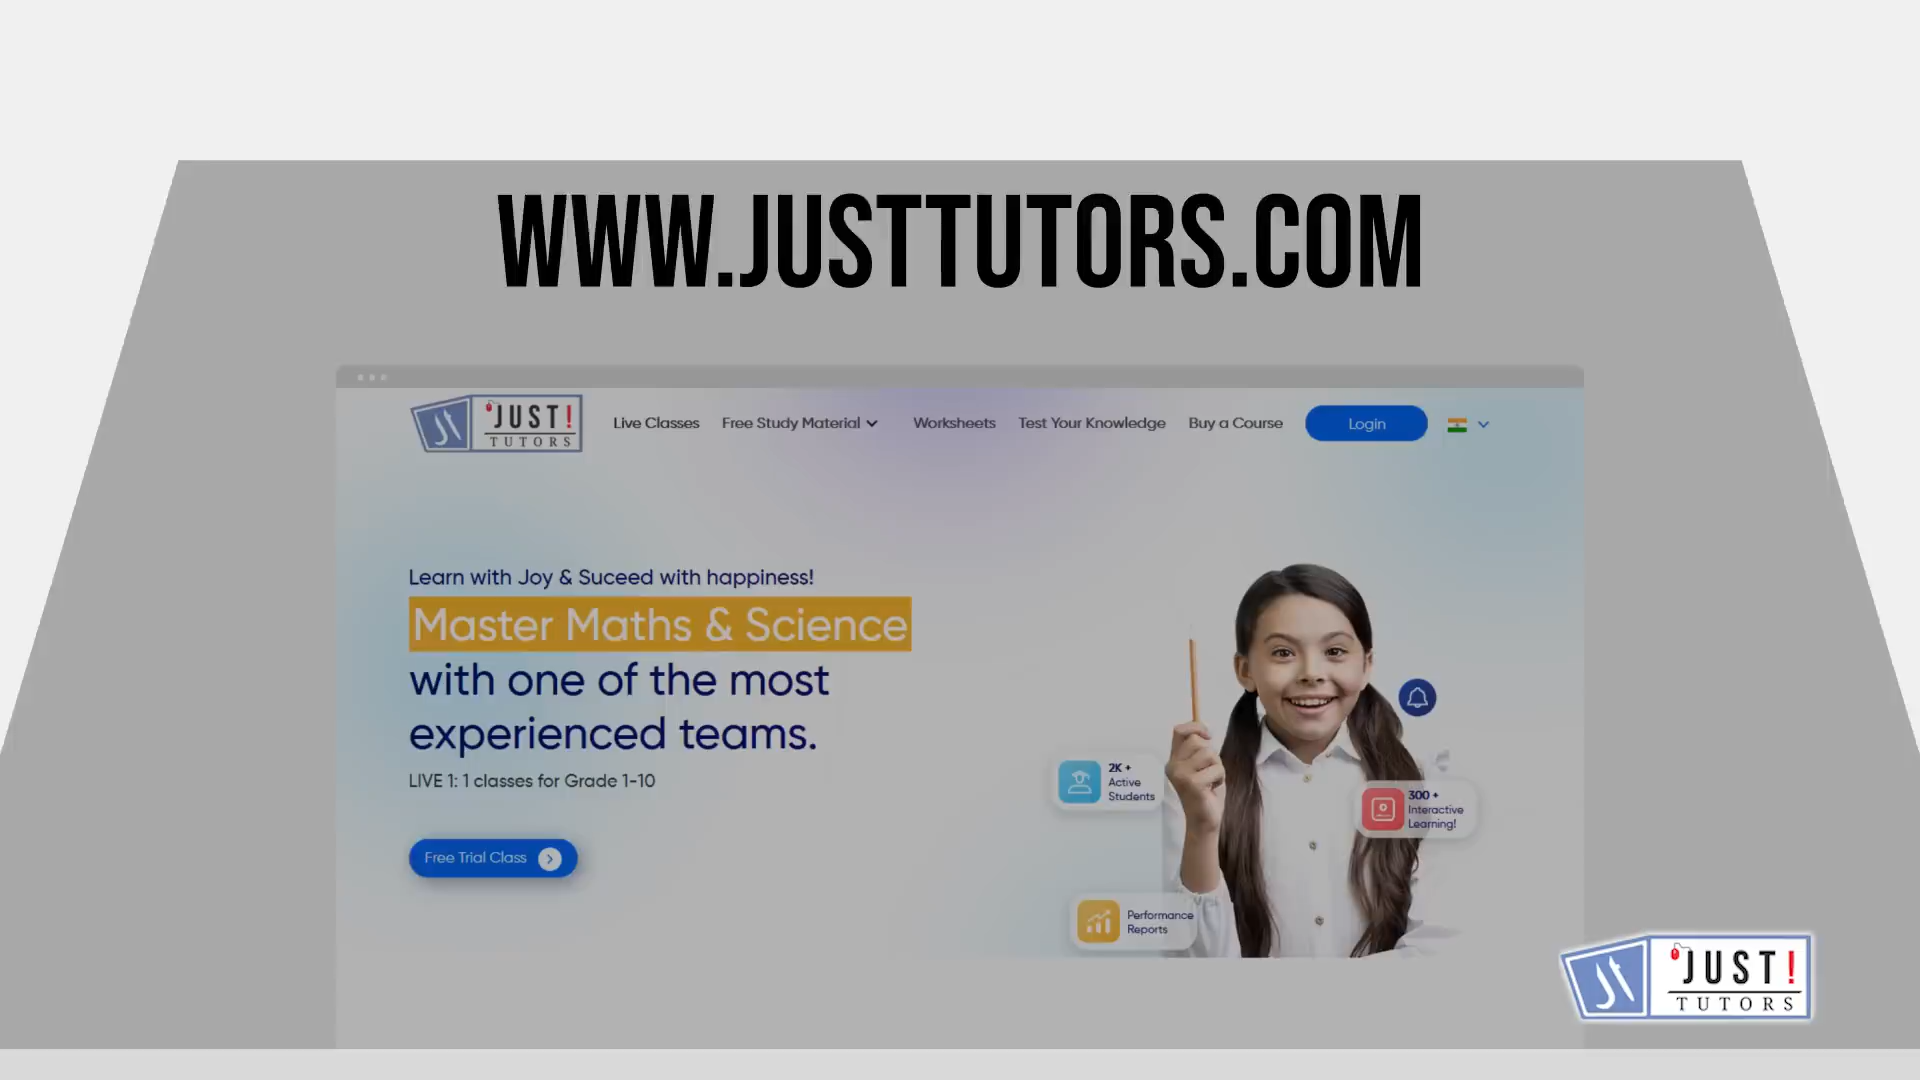 WWW.JUSTTUTORS.COM
JUST!
TUTORS
Live Classes
Free Study Material
Worksheets
Test Your Knowledge
Buy a Course
Login
Learn with Joy & Suceed with happiness!
Master Maths & Science
with one of the most
experienced teams.
LIVE 1: 1 classes for Grade 1-10
Free Trial Class
2K +
Active
Students
300 +
Interactive
Learning!
Performance
Reports
JUST!
TUTORS